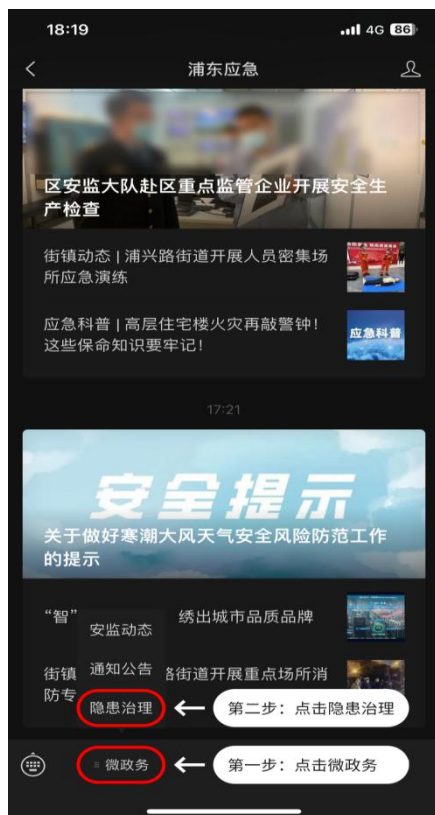 18:19
4G 86
浦东应急
区安监大队赴区重点监管企业开展安全生
产检查
街镇动态 | 浦兴路街道开展人员密集场
所应急演练
应急科普 | 高层住宅楼火灾再敲警钟!
这些保命知识要牢记!
应急科普
17:21
安全提示
关于做好寒潮大风天气安全风险防范工作
的提示
“智” 绣出城市品质品牌
安监动态
街镇 路街道开展重点场所消
防专
通知公告
隐患治理
第二步:点击隐患治理
微政务
第一步:点击微政务